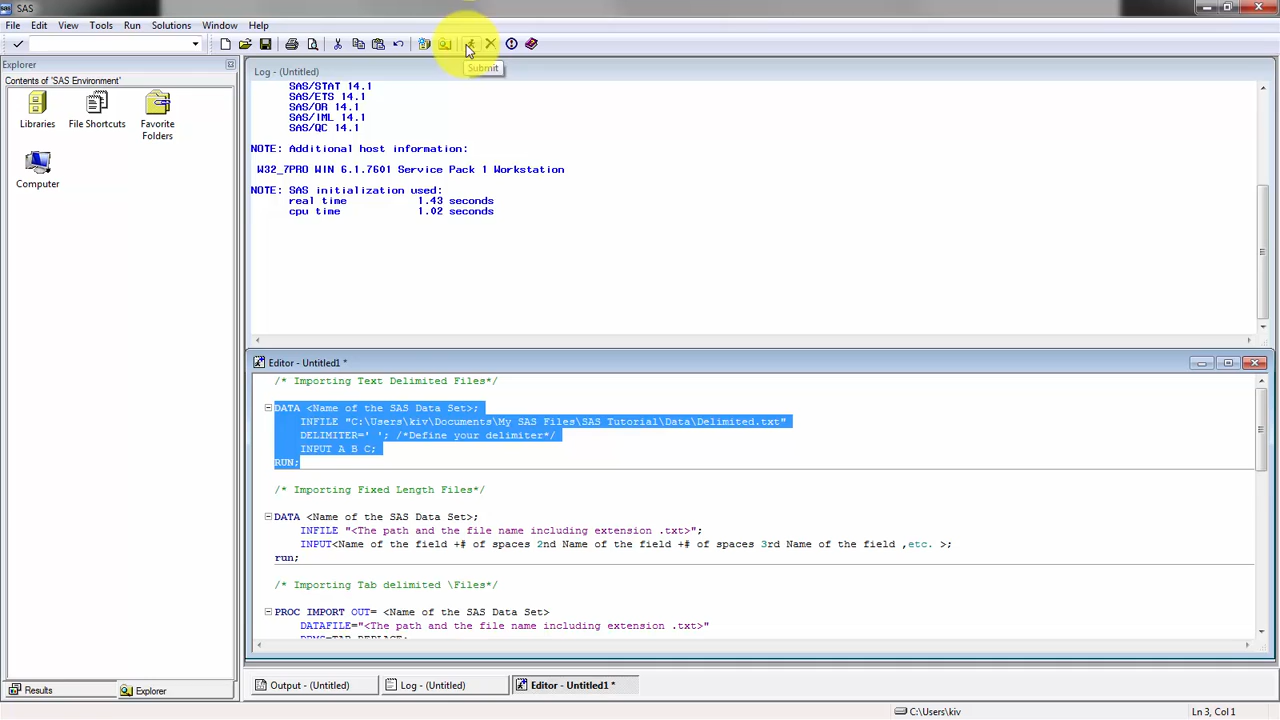 SAS
File Edit View Tools Run Solutions Window Help
Submit
Explorer
Contents of 'SAS Environment'
Libraries
File Shortcuts
Favorite Folders
Computer
Log - (Untitled)
SAS/STAT 14.1
SAS/ETS 14.1
SAS/OR 14.1
SAS/IML 14.1
SAS/QC 14.1
NOTE: Additional host information:
W32_7PRO WIN 6.1.7601 Service Pack 1 Workstation
NOTE: SAS initialization used:
real time 1.43 seconds
cpu time 1.02 seconds
Editor - Untitled1 *
/* Importing Text Delimited Files*/
DATA <Name of the SAS Data Set>;
INFILE "C:\Users\kiv\Documents\My SAS Files\SAS Tutorial\Data\Delimited.txt"
DELIMITER=' '; /*Define your delimiter*/
INPUT A B C;
RUN;
/* Importing Fixed Length Files*/
DATA <Name of the SAS Data Set>;
INFILE "<The path and the file name including extension .txt>";
INPUT<Name of the field +# of spaces 2nd Name of the field +# of spaces 3rd Name of the field ,etc. >;
run;
/* Importing Tab delimited \Files*/
PROC IMPORT OUT= <Name of the SAS Data Set>
DATAFILE="<The path and the file name including extension .txt>"
DBMS=TAB REPLACE;
Results
Explorer
Output - (Untitled)
Log - (Untitled)
Editor - Untitled1 *
C:\Users\kiv
Ln 3, Col 1